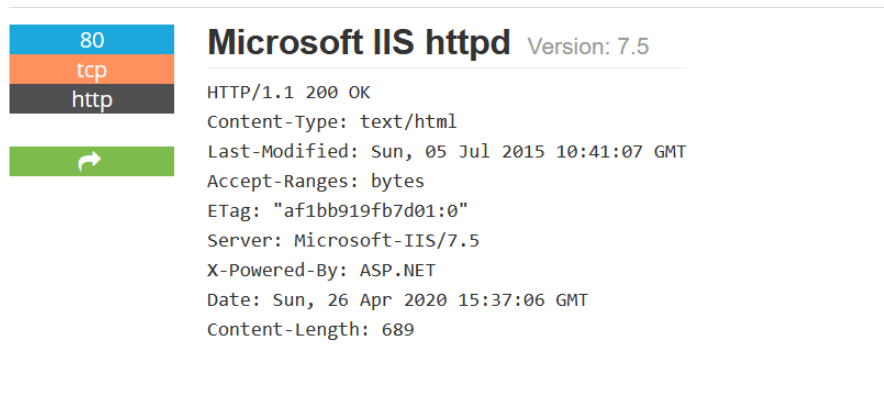 80
tcp
http
Microsoft IIS httpd Version: 7.5
HTTP/1.1 200 OK
Content-Type: text/html
Last-Modified: Sun, 05 Jul 2015 10:41:07 GMT
Accept-Ranges: bytes
ETag: "af1bb919fb7d01:0"
Server: Microsoft-IIS/7.5
X-Powered-By: ASP.NET
Date: Sun, 26 Apr 2020 15:37:06 GMT
Content-Length: 689